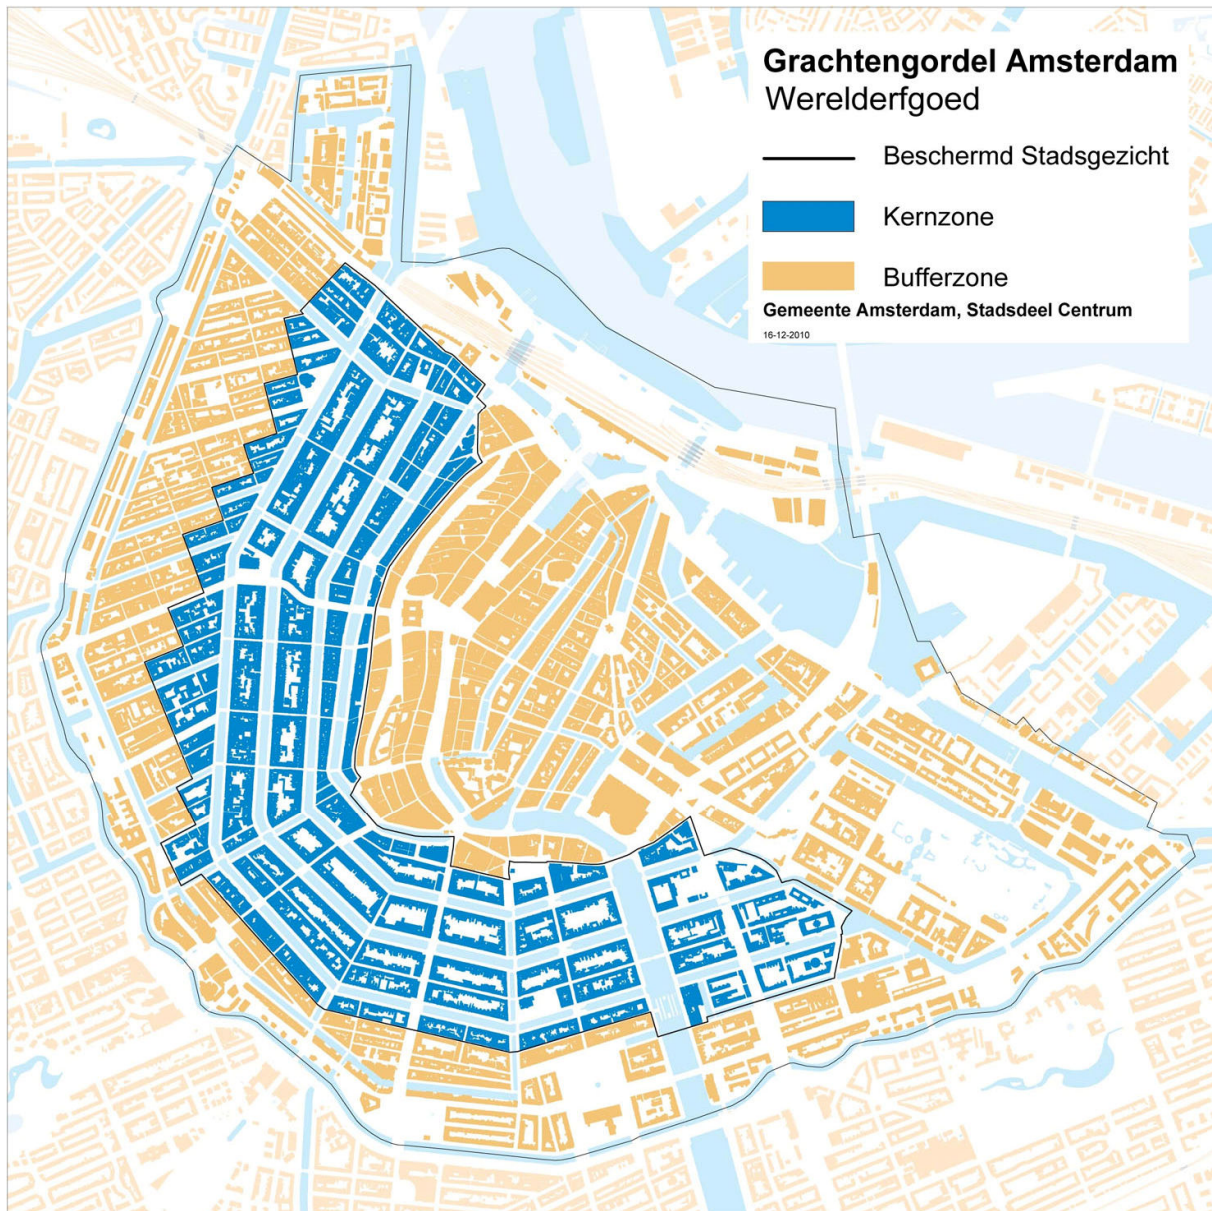 Grachtengordel Amsterdam
Werelderfgoed
Beschermd Stadsgezicht
Kernzone
Bufferzone
Gemeente Amsterdam, Stadsdeel Centrum
16-12-2010